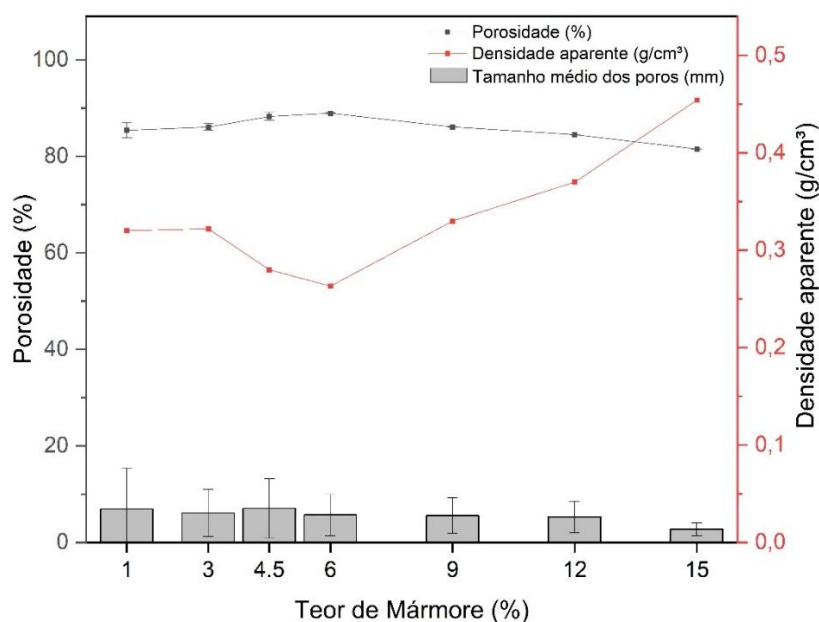 Porosidade (%)
Densidade aparente (g/cm³)
Tamanho médio dos poros (mm)
Porosidade (%)
100
80
60
40
20
0
0,5
0,4
0,3
0,2
0,1
0,0
Densidade aparente (g/cm³)
1 3 4.5 6 9 12 15
Teor de Mármore (%)